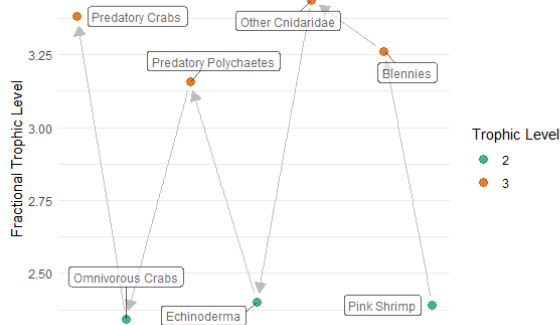 Predatory Crabs
Other Cnidaridae
Predatory Polychaetes
Blennies
Omnivorous Crabs
Echinoderma
Pink Shrimp
3.25
3.00
2.75
2.50
Fractional Trophic Level
Trophic Level
2
3